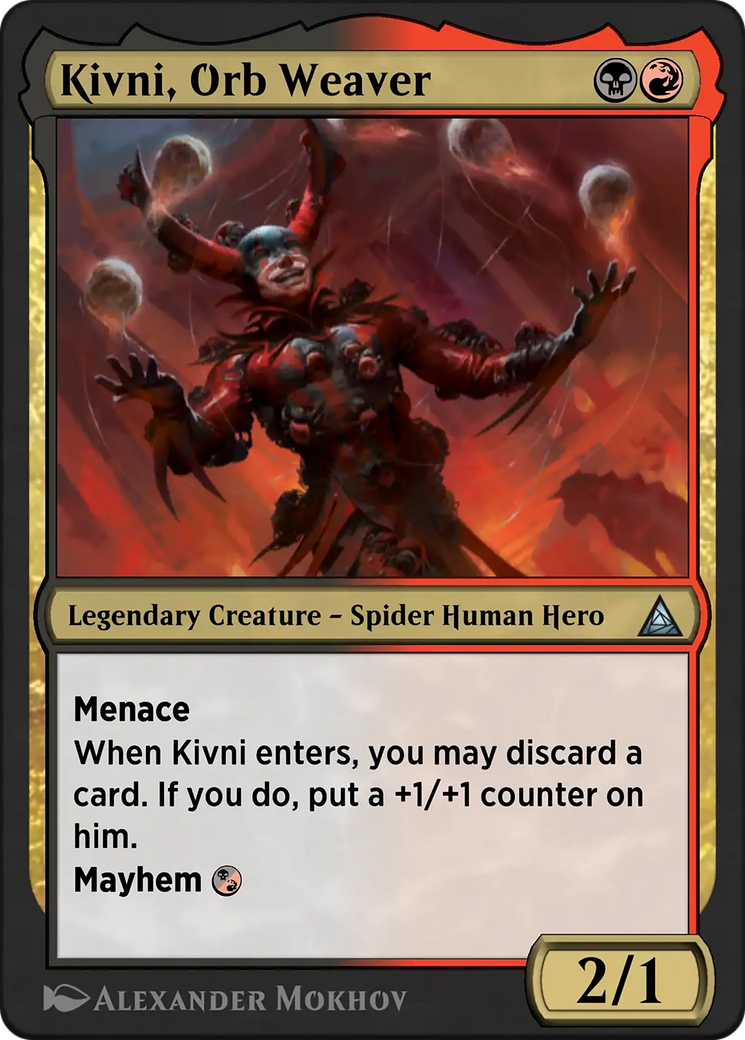 Kivni, Orb Weaver
Legendary Creature – Spider Human Hero
Menace
When Kivni enters, you may discard a
card. If you do, put a +1/+1 counter on
him.
Mayhem
2/1
Alexander Mokhov